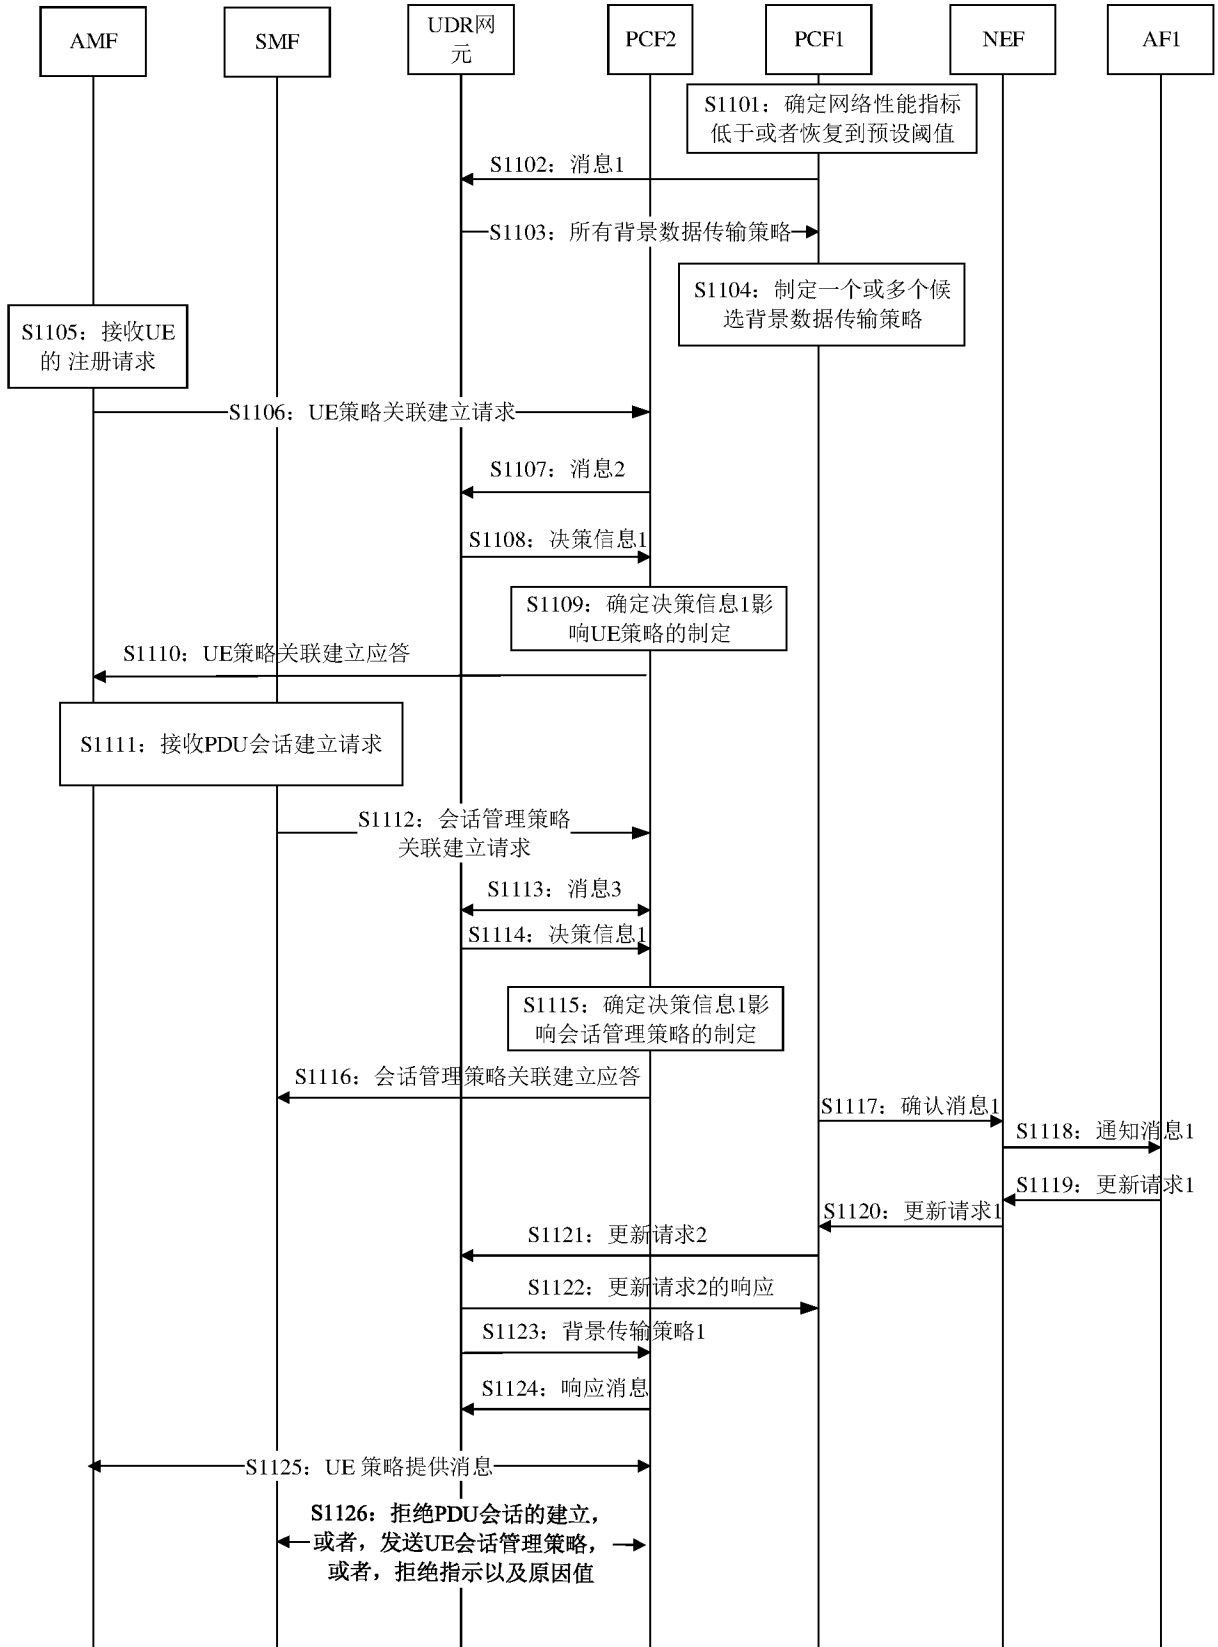 AMF
SMF
UDR网
元
PCF2
PCF1
NEF
AF1
S1101：确定网络性能指标
低于或者恢复到预设阈值
S1102：消息1
S1103：所有背景数据传输策略
S1104：制定一个或多个候
选背景数据传输策略
S1105：接收UE
的 注册请求
S1106：UE策略关联建立请求
S1107：消息2
S1108：决策信息1
S1109：确定决策信息1影
响UE策略的制定
S1110：UE策略关联建立应答
S1111：接收PDU会话建立请求
S1112：会话管理策略
关联建立请求
S1113：消息3
S1114：决策信息1
S1115：确定决策信息1影
响会话管理策略的制定
S1116：会话管理策略关联建立应答
S1117：确认消息1
S1118：通知消息1
S1119：更新请求1
S1120：更新请求1
S1121：更新请求2
S1122：更新请求2的响应
S1123：背景传输策略1
S1124：响应消息
S1125：UE 策略提供消息
S1126：拒绝PDU会话的建立，
或者，发送UE会话管理策略，
或者，拒绝指示以及原因值